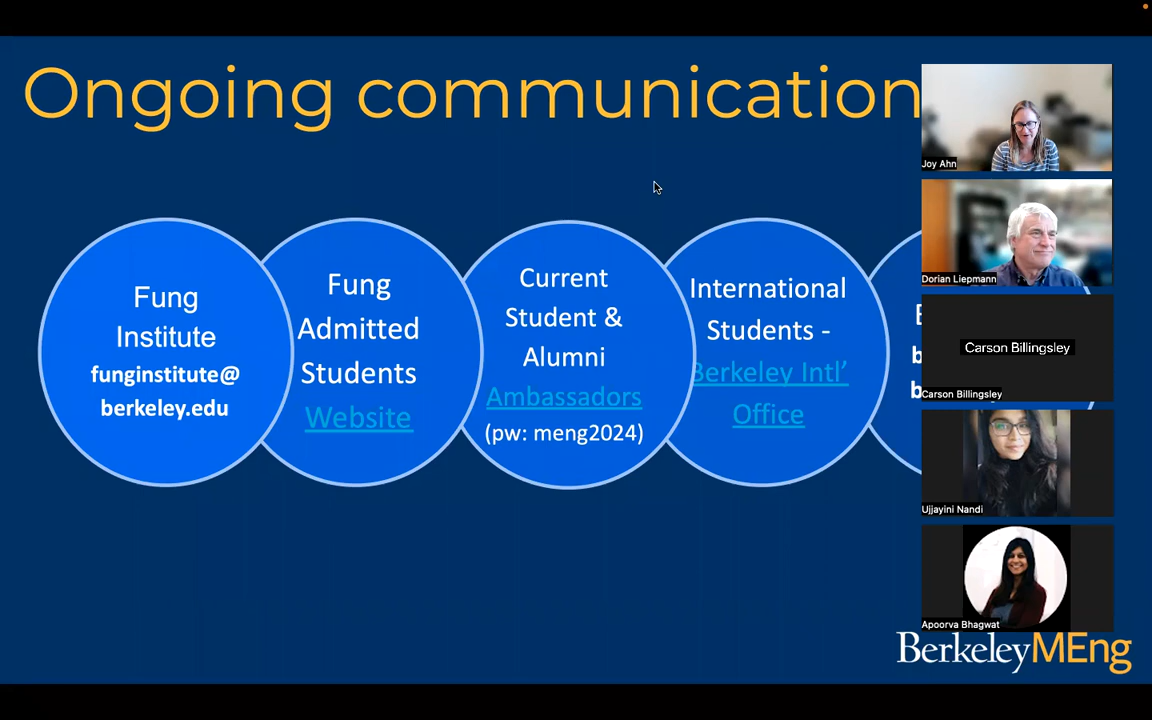 Ongoing communication
Fung
Institute
funginstitute@
berkeley.edu
Fung
Admitted
Students
Website
Current
Student &
Alumni
Ambassadors
(pw: meng2024)
International
Students -
Berkeley Intl’
Office
Joy Ahn
Dorian Liepmann
Carson Billingsley
Carson Billingsley
Ujjayini Nandi
Apoorva Bhagwat
BerkeleyMEng